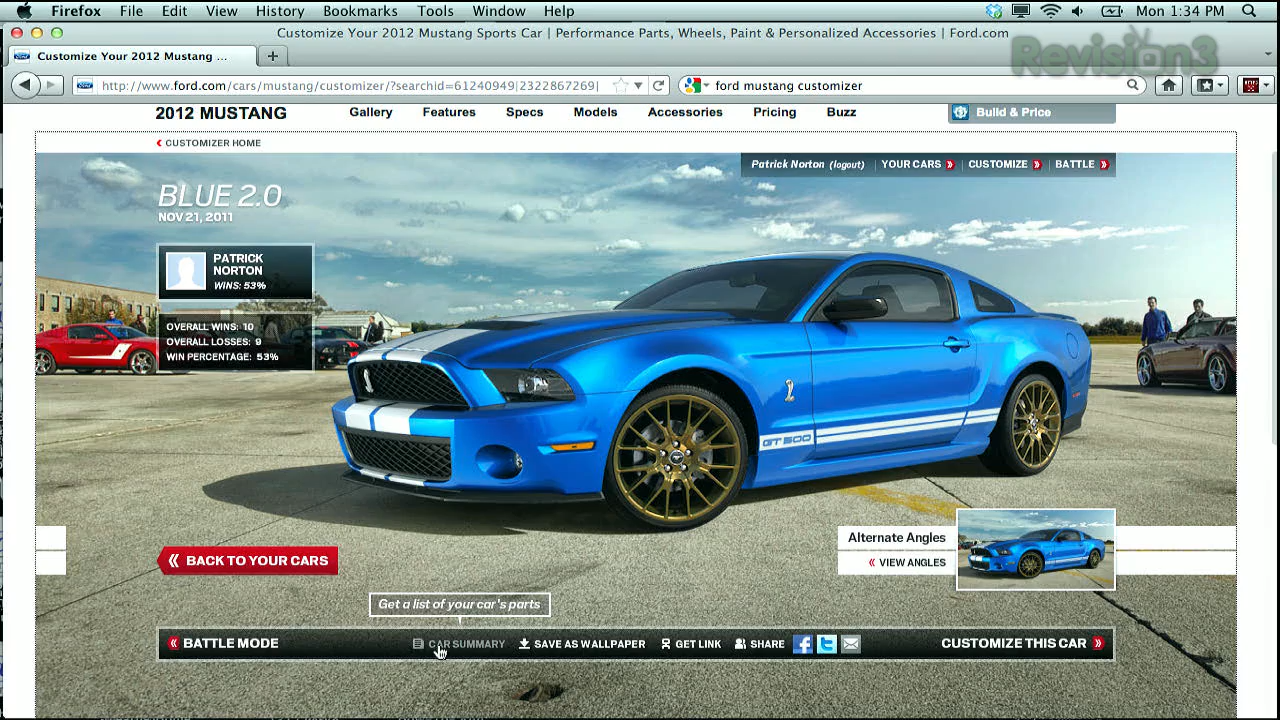 Firefox File Edit View History Bookmarks Tools Window Help Mon 1:34 PM
Customize Your 2012 Mustang Sports Car | Performance Parts, Wheels, Paint & Personalized Accessories | Ford.com
Revision3
Customize Your 2012 Mustang ...
http://www.ford.com/cars/mustang/customizer/?searchid=61240949|2322867269|
ford mustang customizer
2012 MUSTANG Gallery Features Specs Models Accessories Pricing Buzz Build & Price
CUSTOMIZER HOME
Patrick Norton (logout) YOUR CARS CUSTOMIZE BATTLE
BLUE 2.0
NOV 21, 2011
PATRICK
NORTON
WINS: 53%
OVERALL WINS: 10
OVERALL LOSSES: 9
WIN PERCENTAGE: 53%
GT 500
Alternate Angles
VIEW ANGLES
BACK TO YOUR CARS
Get a list of your car's parts
BATTLE MODE CAR SUMMARY SAVE AS WALLPAPER GET LINK SHARE CUSTOMIZE THIS CAR